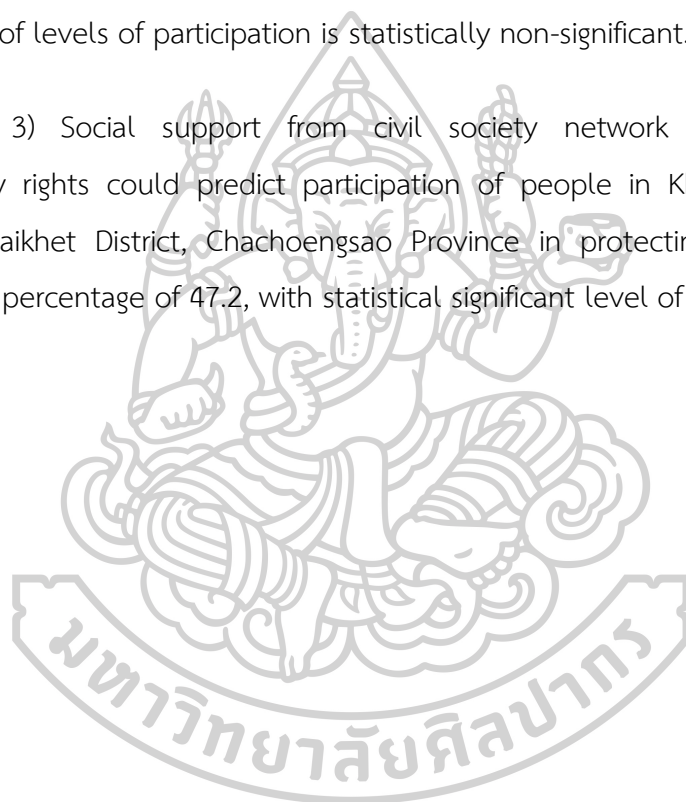 of levels of participation is statistically non-significant.
3) Social support from civil society network
y rights could predict participation of people in K
aikhet District, Chachoengsao Province in protectin
percentage of 47.2, with statistical significant level of
มหาวิทยาลัยศิลปากร